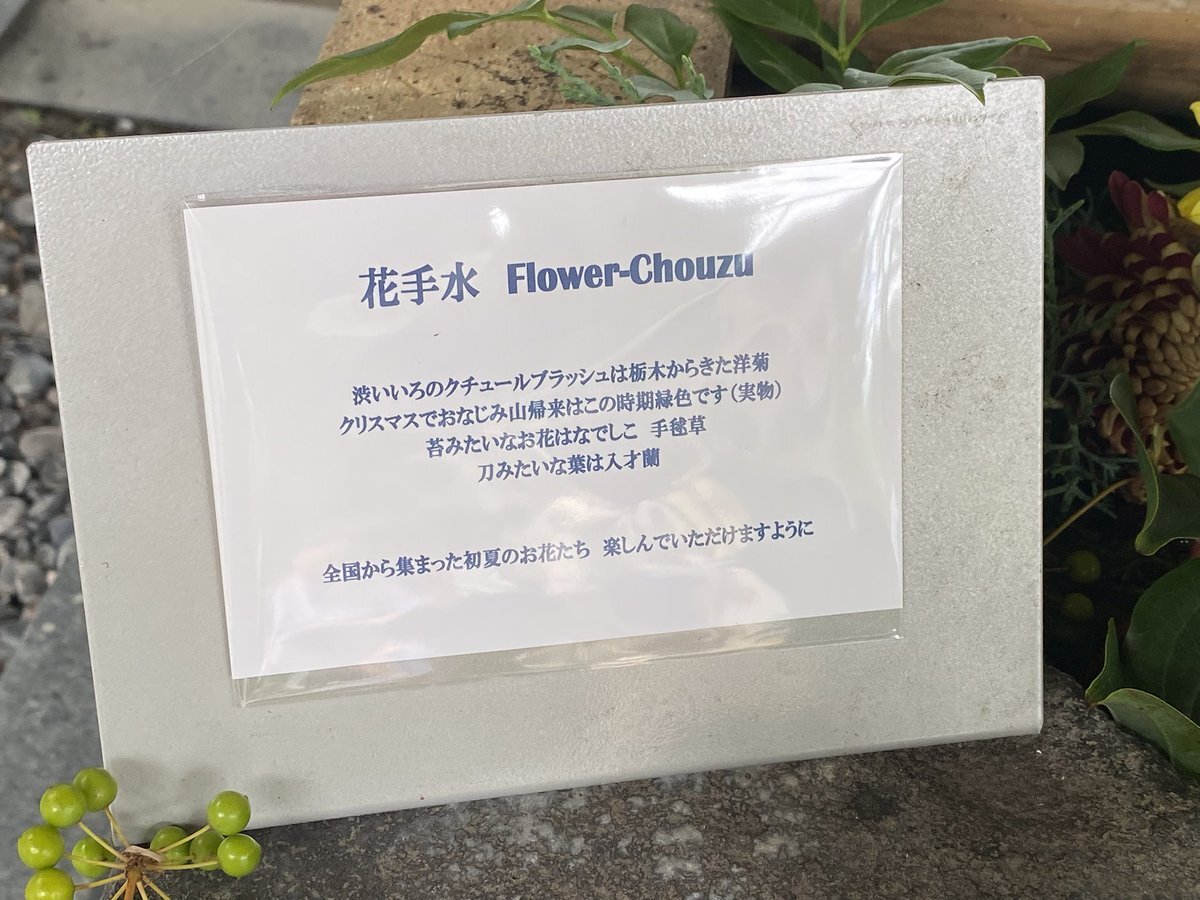 花手水 Flower-Chouzu
渋いいろのクチュールブラッシュは栃木からきた洋菊
クリスマスでおなじみ山帰来はこの時期緑色です(実物)
苔みたいなお花はなでしこ 手毬草
刀みたいな葉は入才蘭
全国から集まった初夏のお花たち 楽しんでいただけますように